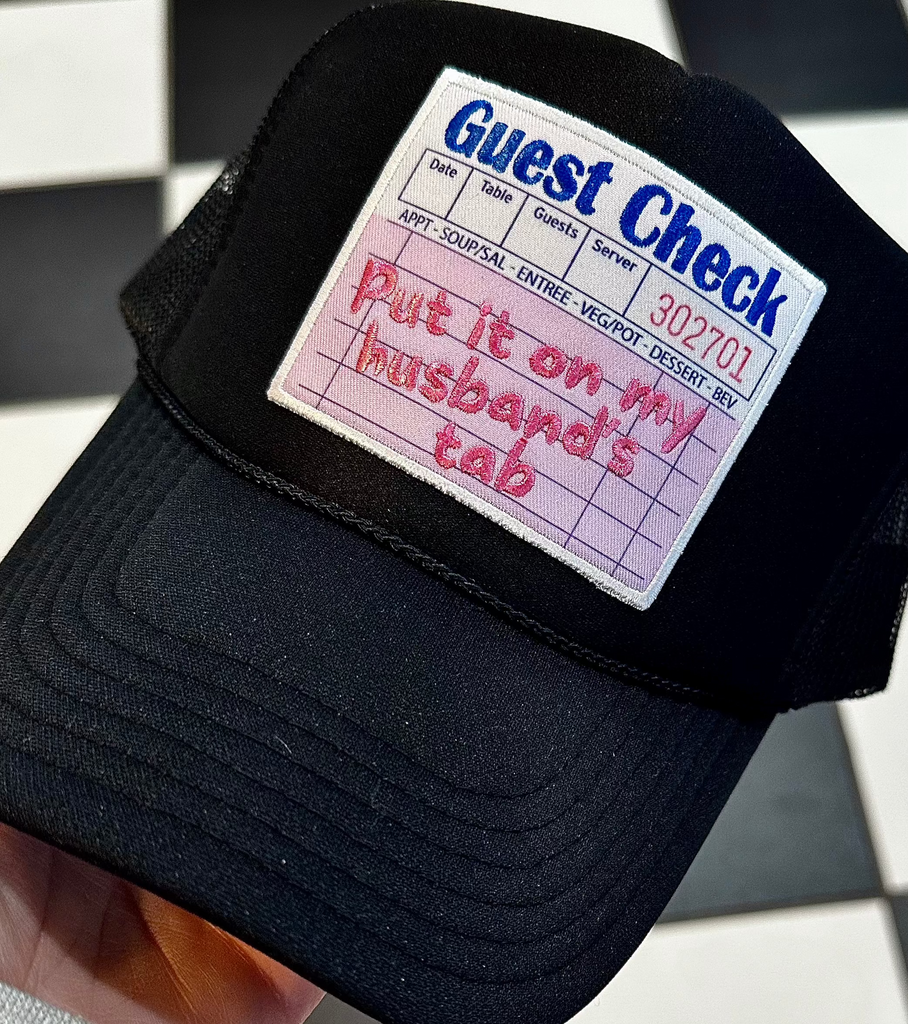 Guest Check
Date Table Guests Server
302701
APPT - SOUP/SAL - ENTREE - VEG/POT - DESSERT - BEV
Put it on my
husband's
tab